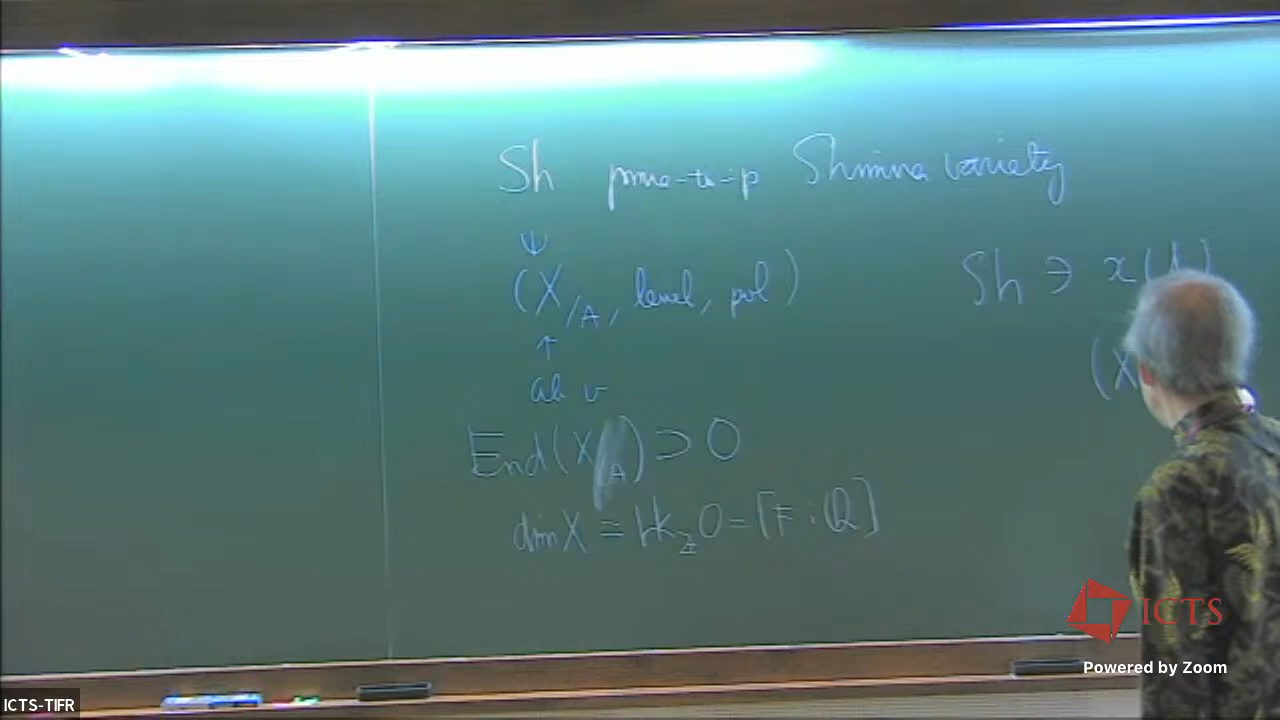 Sh prime-to-p Shimura variety
Ψ
(X/A, level, pol)
↑
ab v
End(X/A) ⊃ O
dim X = rk_Z O = [F : Q]
Sh ∋ x(A)
(X
ICTS
Powered by Zoom
ICTS-TIFR